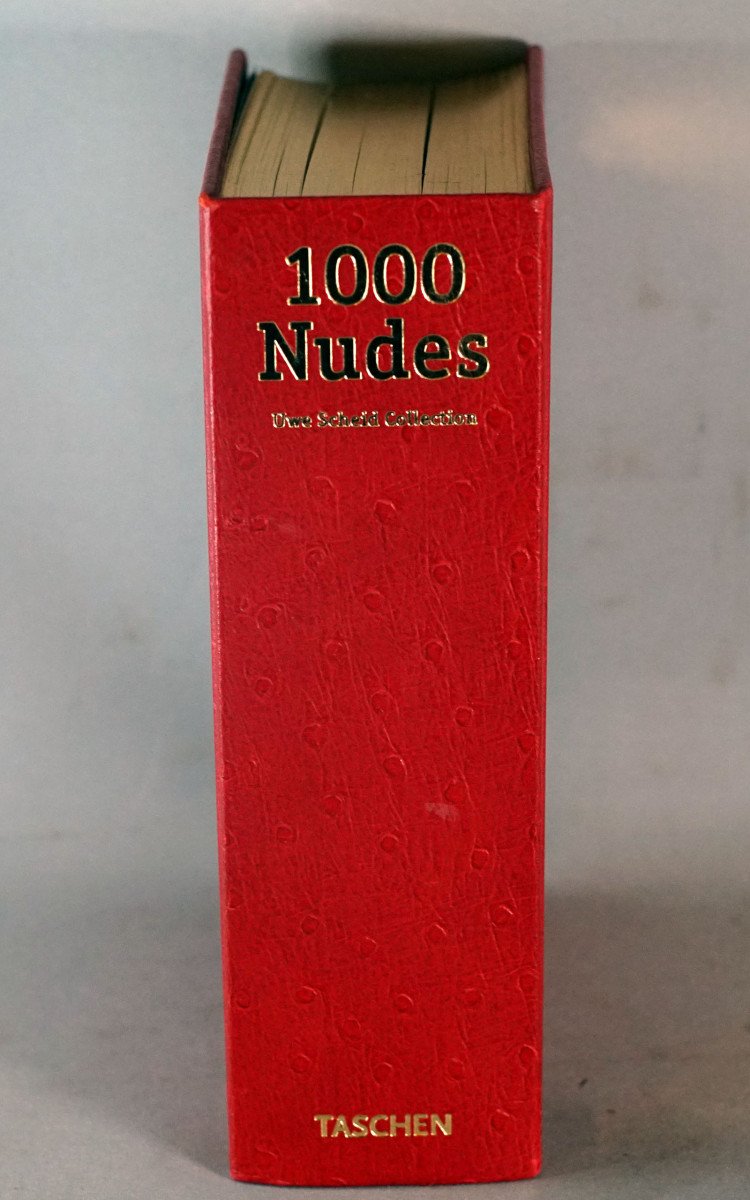 1000
Nudes
Uwe Scheid Collection
TASCHEN